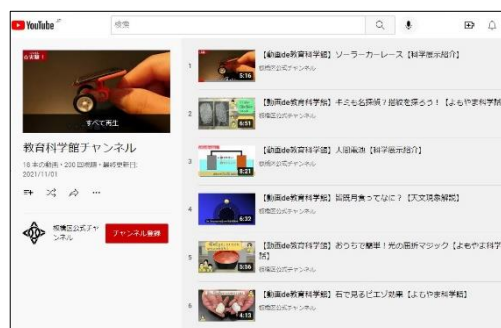 YouTube JP
検索
すべて再生
教育科学館チャンネル
18 本の動画・200 回視聴・最終更新日:
2021/11/01
板橋区公式チャ
ンネル
チャンネル登録
1
【動画de教育科学館】ソーラーカーレース【科学展示紹介】
板橋区公式チャンネル
5:16
2
【動画de教育科学館】キミも名探偵？指紋を探ろう！【よもやま科学
板橋区公式チャンネル
6:51
3
【動画de教育科学館】人間電池【科学展示紹介】
板橋区公式チャンネル
5:21
4
【動画de教育科学館】皆既月食ってなに？【天文現象解説】
板橋区公式チャンネル
6:32
5
【動画de教育科学館】おうちで簡単！光の屈折マジック【よもやま科学
話】
板橋区公式チャンネル
5:56
6
【動画de教育科学館】石で見るピエゾ効果【よもやま科学話】
板橋区公式チャンネル
4:13